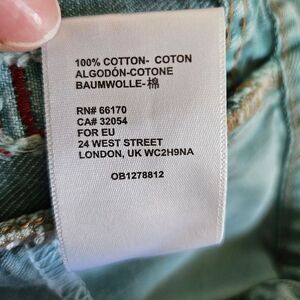 100% COTTON- COTON
ALGODÓN-COTONE
BAUMWOLLE-棉
RN# 66170
CA# 32054
FOR EU
24 WEST STREET
LONDON, UK WC2H9NA
OB1278812